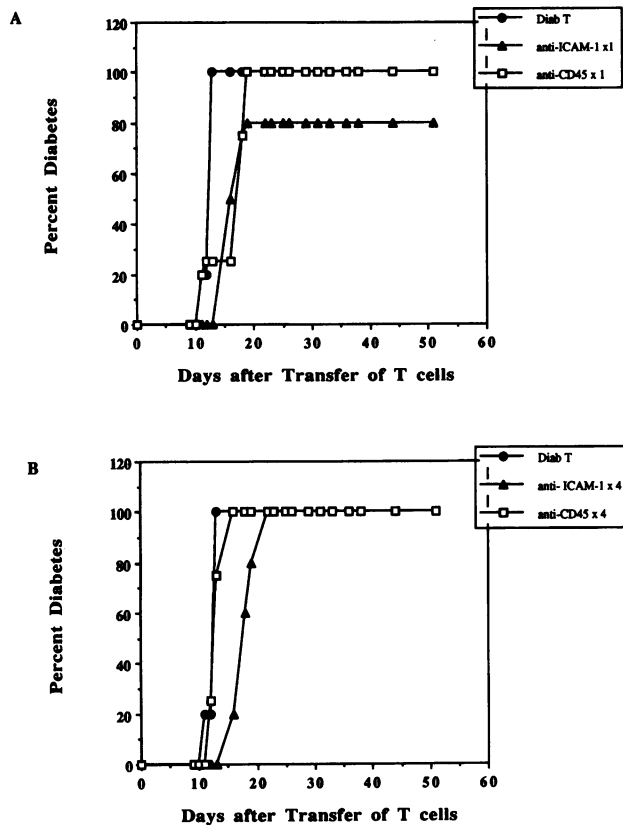 A
Diab T
anti-ICAM-1 x1
anti-CD45 x 1
120
100
80
60
40
20
0
Percent Diabetes
0 10 20 30 40 50 60
Days after Transfer of T cells
B
Diab T
anti- ICAM-1 x 4
anti-CD45 x 4
120
100
80
60
40
20
0
Percent Diabetes
0 10 20 30 40 50 60
Days after Transfer of T cells